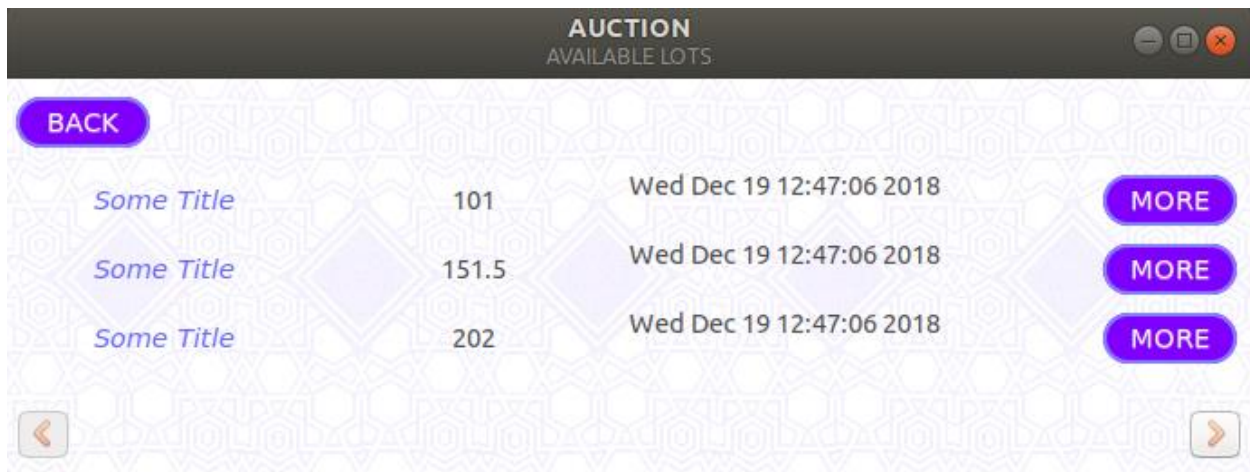 AUCTION
AVAILABLE LOTS
BACK
Some Title 101 Wed Dec 19 12:47:06 2018 MORE
Some Title 151.5 Wed Dec 19 12:47:06 2018 MORE
Some Title 202 Wed Dec 19 12:47:06 2018 MORE